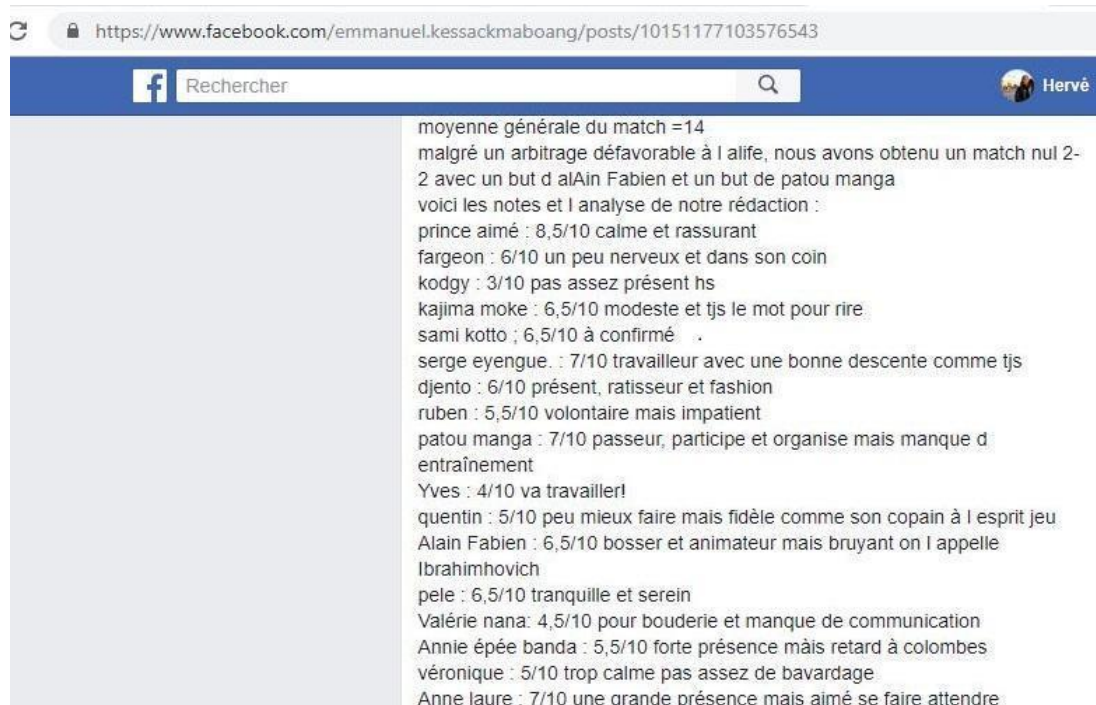 https://www.facebook.com/emmanuel.kessackmaboang/posts/10151177103576543
f Rechercher Hervé
moyenne générale du match =14
malgré un arbitrage défavorable à l alife, nous avons obtenu un match nul 2-
2 avec un but d alAin Fabien et un but de patou manga
voici les notes et l analyse de notre rédaction :
prince aimé : 8,5/10 calme et rassurant
fargeon : 6/10 un peu nerveux et dans son coin
kodgy : 3/10 pas assez présent hs
kajima moke : 6,5/10 modeste et tjs le mot pour rire
sami kotto ; 6,5/10 à confirmé .
serge eyengue. : 7/10 travailleur avec une bonne descente comme tjs
djento : 6/10 présent, ratisseur et fashion
ruben : 5,5/10 volontaire mais impatient
patou manga : 7/10 passeur, participe et organise mais manque d
entraînement
Yves : 4/10 va travailler!
quentin : 5/10 peu mieux faire mais fidèle comme son copain à l esprit jeu
Alain Fabien : 6,5/10 bosser et animateur mais bruyant on l appelle
Ibrahimhovich
pele : 6,5/10 tranquille et serein
Valérie nana: 4,5/10 pour bouderie et manque de communication
Annie épée banda : 5,5/10 forte présence màis retard à colombes
véronique : 5/10 trop calme pas assez de bavardage
Anne laure : 7/10 une grande présence mais aimé se faire attendre